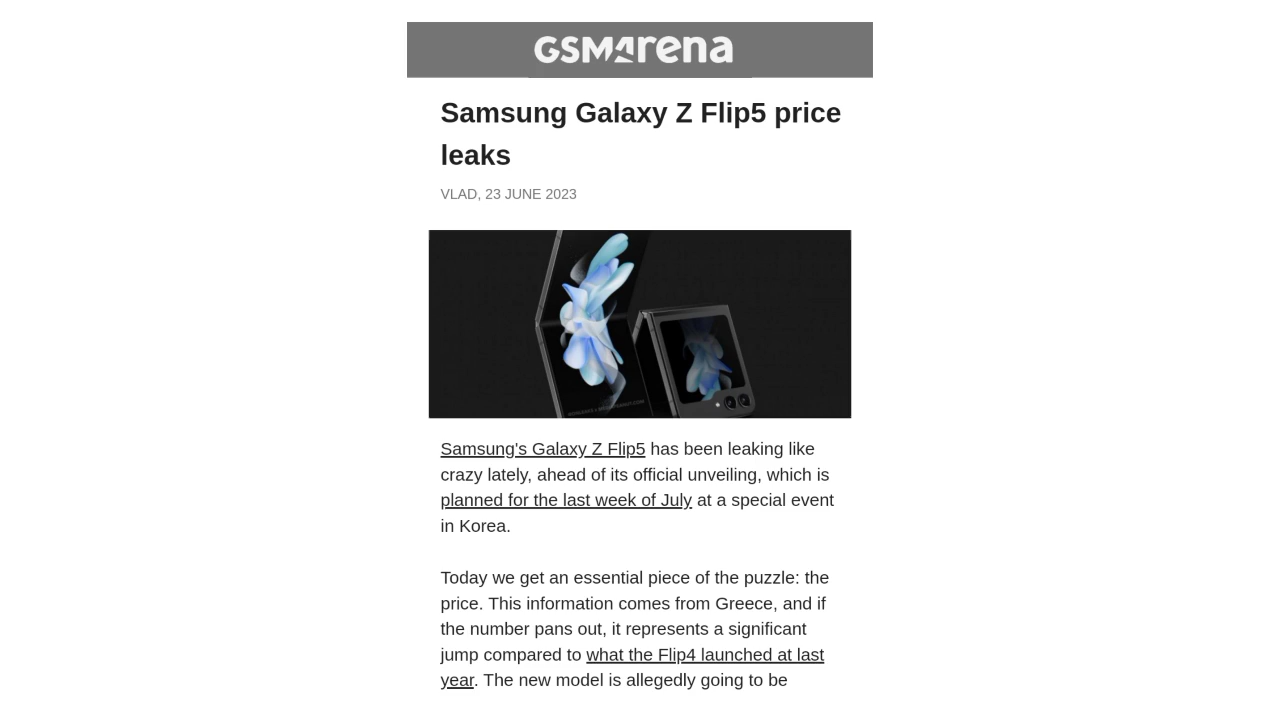 GSMArena
Samsung Galaxy Z Flip5 price
leaks
VLAD, 23 JUNE 2023
Samsung's Galaxy Z Flip5 has been leaking like
crazy lately, ahead of its official unveiling, which is
planned for the last week of July at a special event
in Korea.
Today we get an essential piece of the puzzle: the
price. This information comes from Greece, and if
the number pans out, it represents a significant
jump compared to what the Flip4 launched at last
year. The new model is allegedly going to be